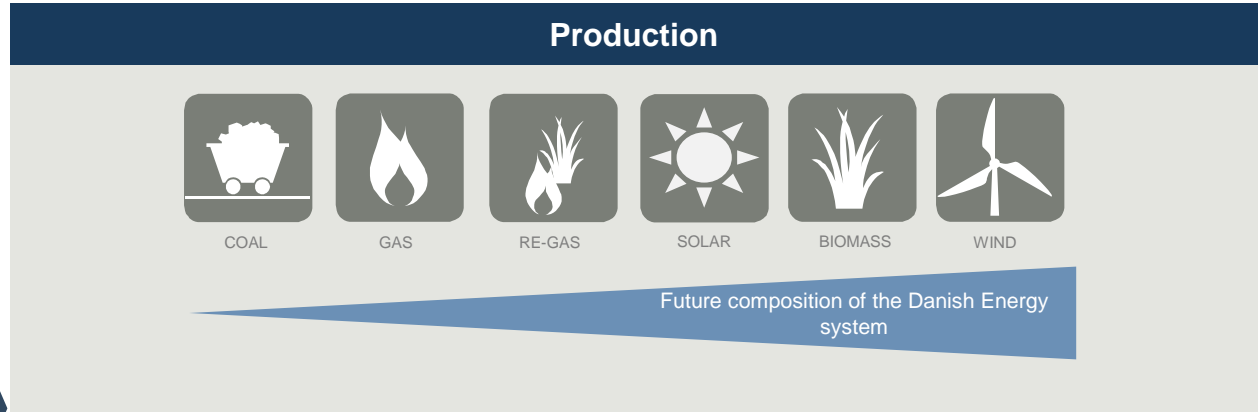 Production
COAL
GAS
RE-GAS
SOLAR
BIOMASS
WIND
Future composition of the Danish Energy
system